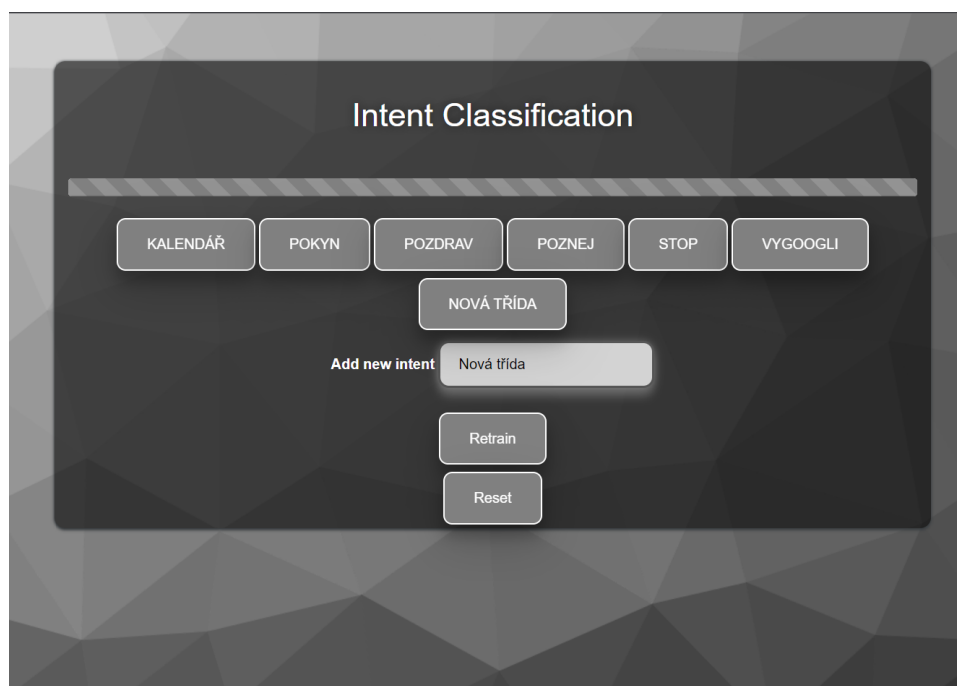 Intent Classification
KALENDÁŘ POKYN POZDRAV POZNEJ STOP VYGOOGLI
NOVÁ TŘÍDA
Add new intent Nová třída
Retrain
Reset